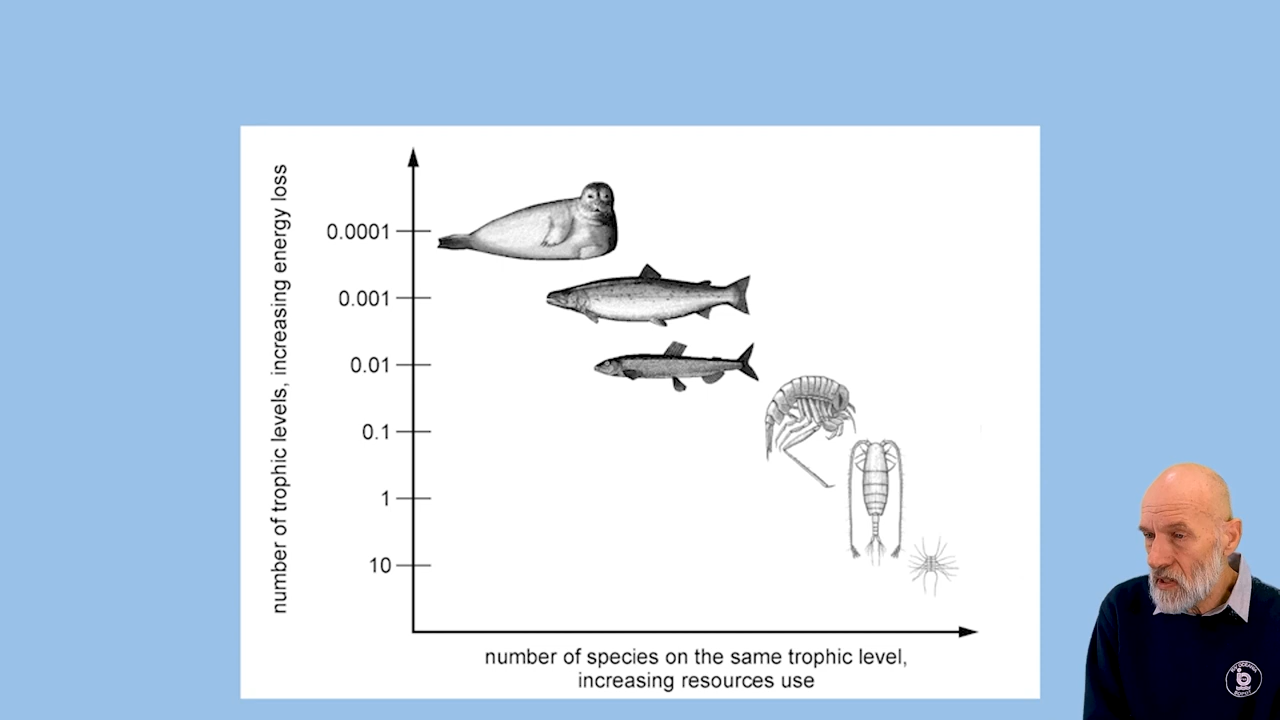 number of trophic levels, increasing energy loss
0.0001
0.001
0.01
0.1
1
10
number of species on the same trophic level,
increasing resources use
SOPOT